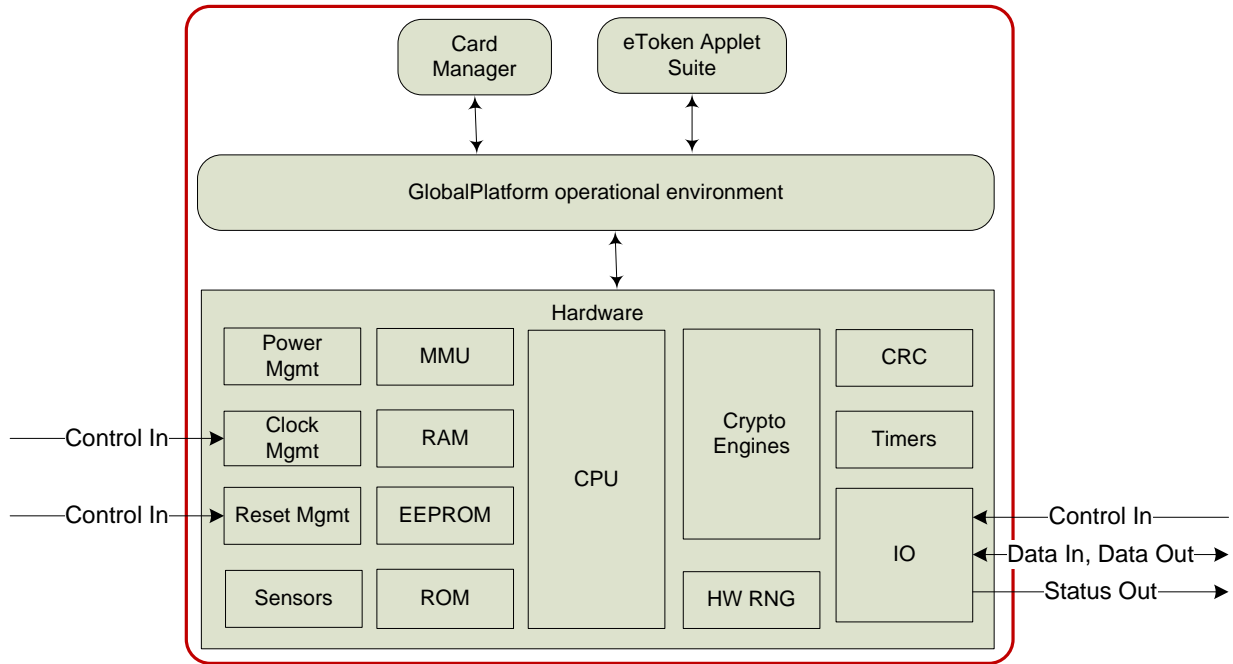 Card
Manager
eToken Applet
Suite
GlobalPlatform operational environment
Hardware
Power
Mgmt
MMU
CRC
Control In
Clock
Mgmt
RAM
CPU
Crypto
Engines
Timers
Control In
Reset Mgmt
EEPROM
IO
Control In
Data In, Data Out
Status Out
Sensors
ROM
HW RNG